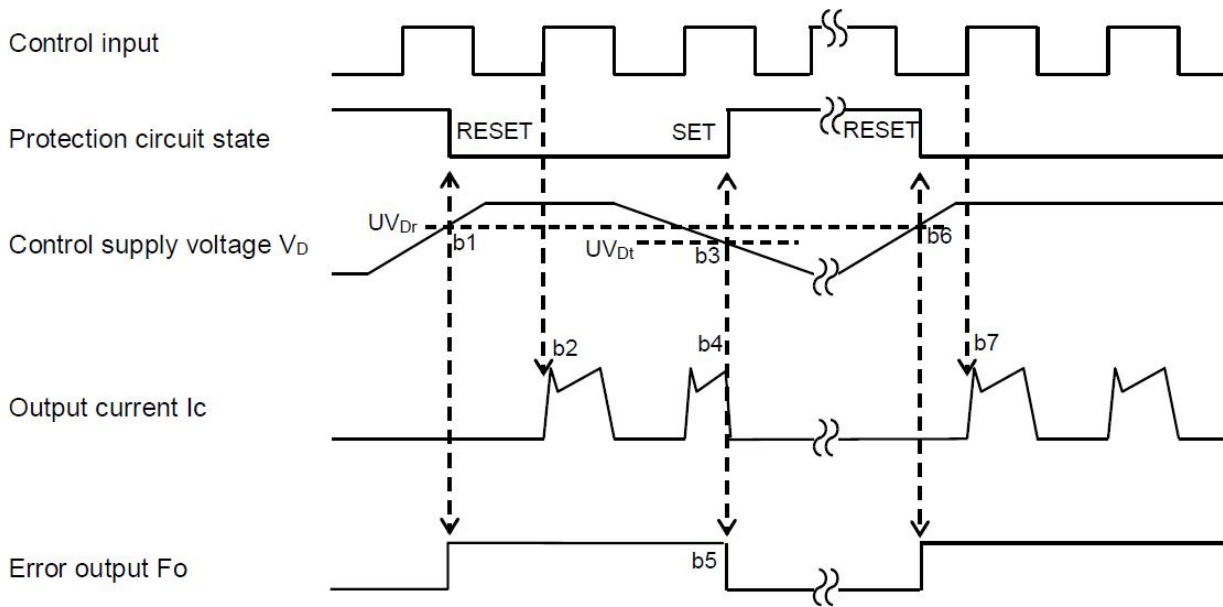 Control input
Protection circuit state
RESET
SET
RESET
Control supply voltage VD
UVDr
b1
UVDt
b3
b6
Output current Ic
b2
b4
b7
Error output Fo
b5